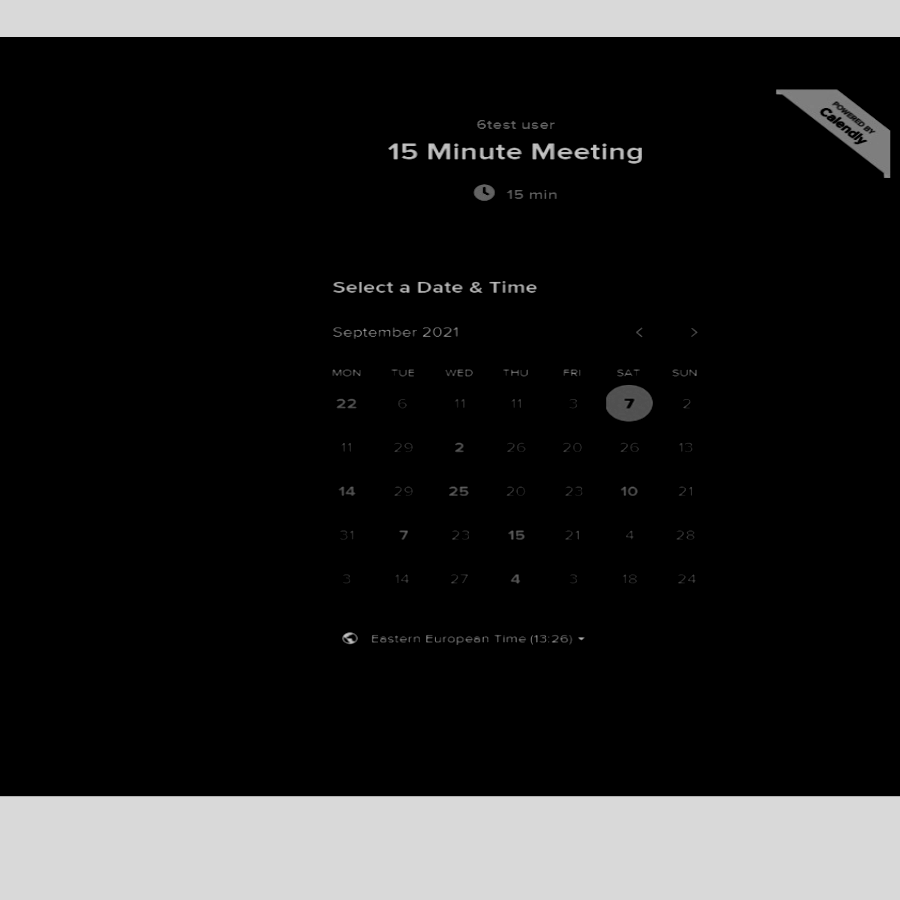 POWERED BY
Calendly
6test user
15 Minute Meeting
15 min
Select a Date & Time
September 2021
MON TUE WED THU FRI SAT SUN
22 6 11 11 3 7 2
11 29 2 26 20 26 13
14 29 25 20 23 10 21
31 7 23 15 21 4 28
3 14 27 4 3 18 24
Eastern European Time (13:26)